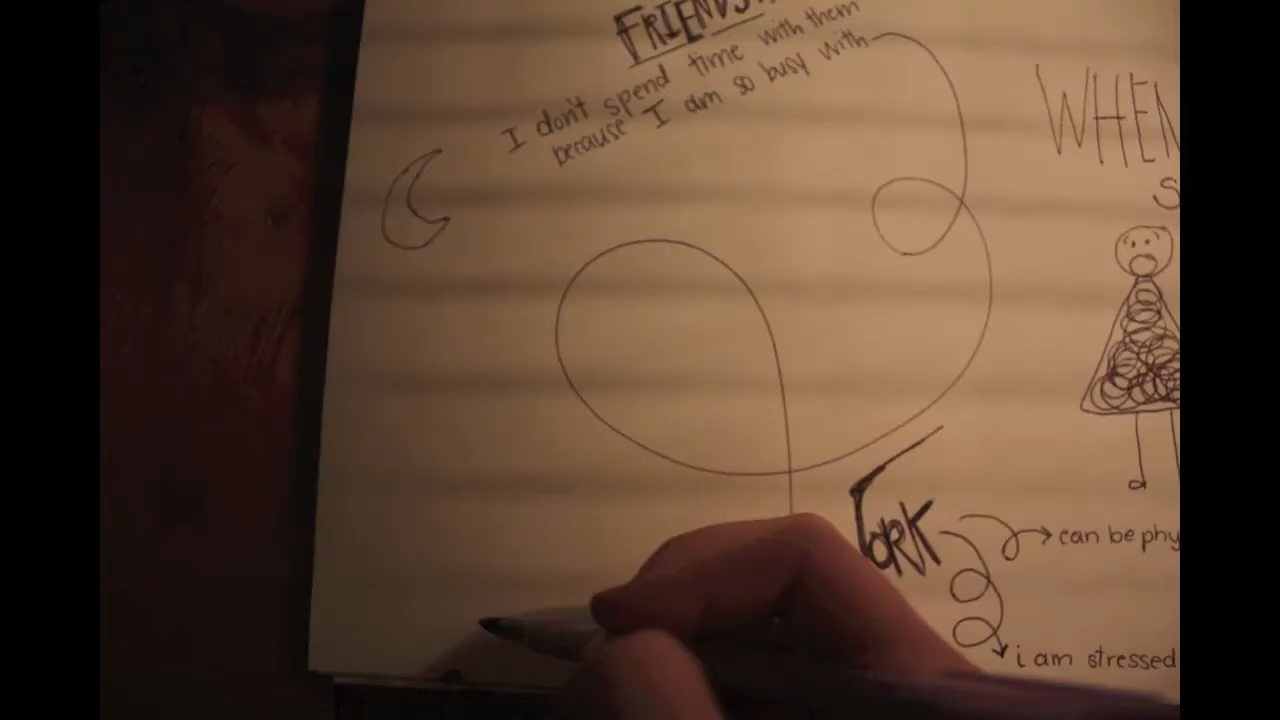 FRIENDS
I don't spend time with them
because I am so busy with
WHEN
S
WORK
can be phy
i am stressed